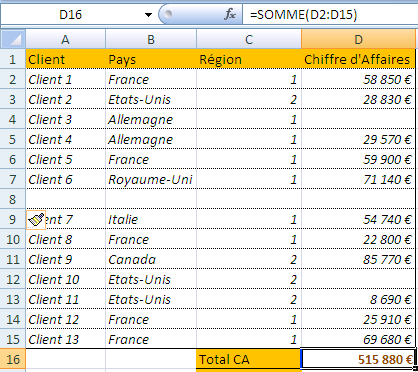 D16 fx =SOMME(D2:D15)
A B C D
1 Client Pays Région Chiffre d'Affaires
2 Client 1 France 1 58 850 €
3 Client 2 Etats-Unis 2 28 830 €
4 Client 3 Allemagne 1
5 Client 4 Allemagne 1 29 570 €
6 Client 5 France 1 59 900 €
7 Client 6 Royaume-Uni 1 71 140 €
8
9 ent 7 Italie 1 54 740 €
10 Client 8 France 1 22 800 €
11 Client 9 Canada 2 85 770 €
12 Client 10 Etats-Unis 2
13 Client 11 Etats-Unis 2 8 690 €
14 Client 12 France 1 25 910 €
15 Client 13 France 1 69 680 €
16 Total CA 515 880 €